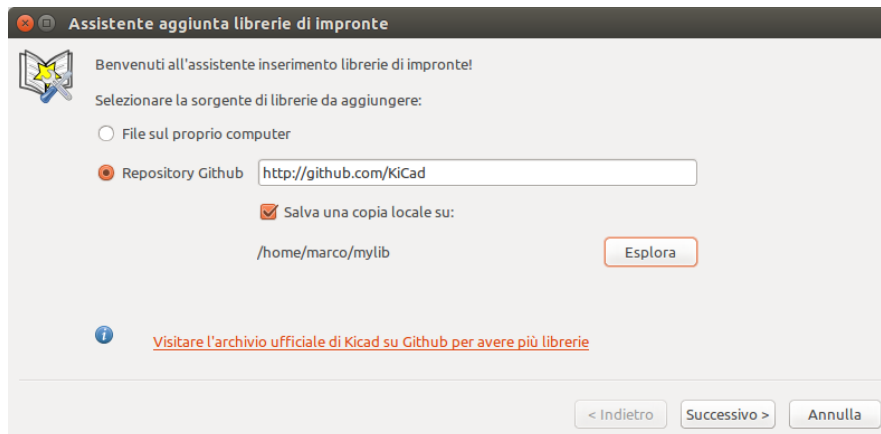 Assistente aggiunta librerie di impronte
Benvenuti all'assistente inserimento librerie di impronte!
Selezionare la sorgente di librerie da aggiungere:
File sul proprio computer
Repository Github http://github.com/KiCad
Salva una copia locale su:
/home/marco/mylib Esplora
Visitare l'archivio ufficiale di Kicad su Github per avere più librerie
< Indietro Successivo > Annulla